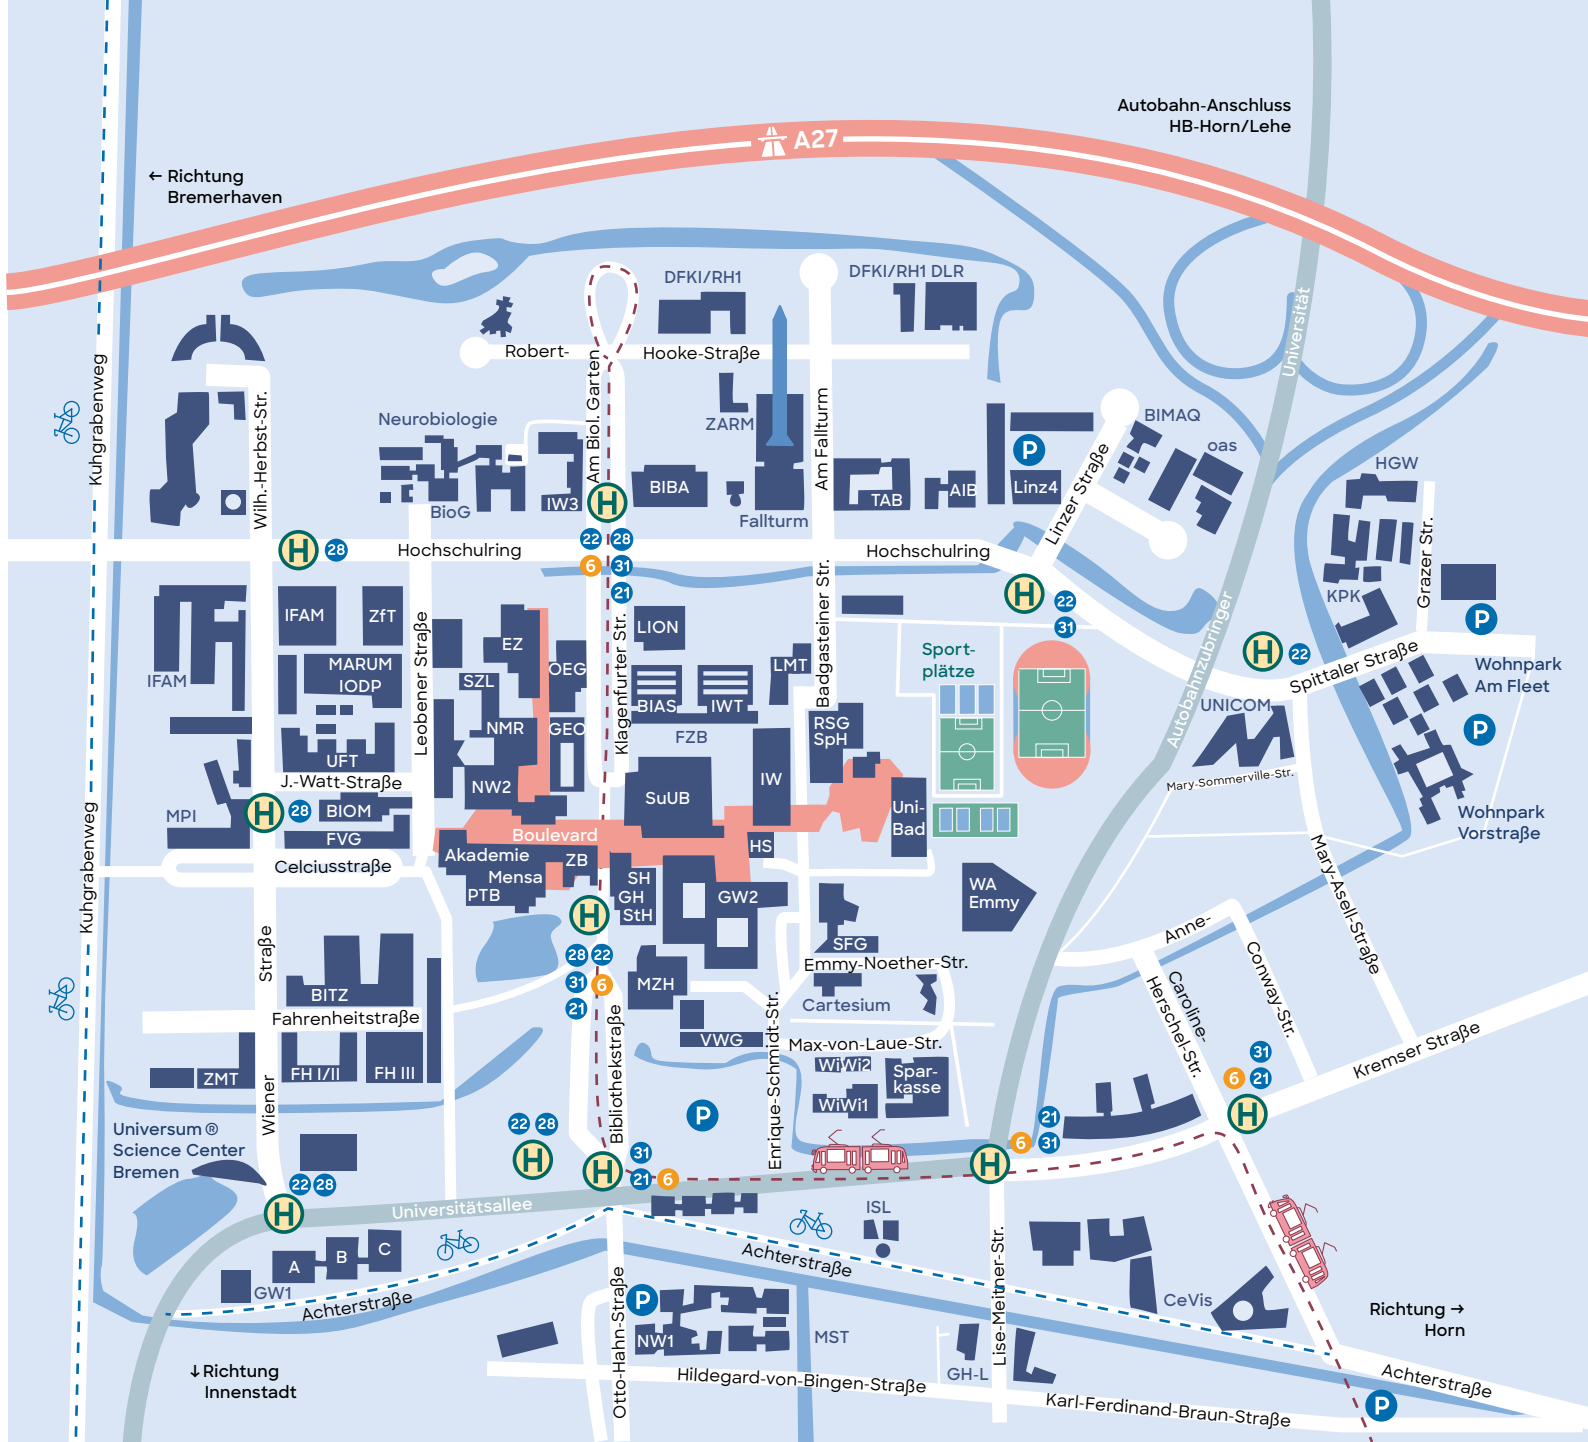 Autobahn-Anschluss
HB-Horn/Lehe
A27
← Richtung
Bremerhaven
DFKI/RH1
DFKI/RH1 DLR
Universität
Robert-
Hooke-Straße
Kuhgrabenweg
Wilh.-Herbst-Str.
Am Biol. Garten
Am Fallturm
Neurobiologie
ZARM
BIMAQ
oas
P
HGW
BioG
IW3
BIBA
Fallturm
TAB
AIB
Linz4
Linzer Straße
H
H
28
Hochschulring
22
28
Hochschulring
6
31
21
Grazer Str.
H
22
31
KPK
P
IFAM
ZfT
EZ
OEG
LION
Klagenfurter Str.
Badgasteiner Str.
Leobener Straße
MARUM
IODP
IFAM
SZL
LMT
Sport-
plätze
H
22
Spittaler Straße
Wohnpark
Am Fleet
BIAS
IWT
NMR
GEO
FZB
RSG
SpH
UNICOM
Autobahnzubringer
P
UFT
J.-Watt-Straße
NW2
SuUB
IW
Mary-Sommerville-Str.
MPI
H
28
BIOM
FVG
Boulevard
Uni-
Bad
Wohnpark
Vorstraße
Kuhgrabenweg
Celciusstraße
Akademie
Mensa
ZB
PTB
HS
SH
GH
StH
GW2
WA
Emmy
Mary-Asell-Straße
H
Straße
28
22
31
6
21
MZH
SFG
Emmy-Noether-Str.
Cartesium
Anne-
Conway-Str.
Caroline-
Herschel-Str.
BITZ
Fahrenheitstraße
Bibliothekstraße
Enrique-Schmidt-Str.
VWG
Max-von-Laue-Str.
WiWi2
WiWi1
Spar-
kasse
Kremser Straße
31
6
21
H
ZMT
FH I/II
FH III
Wiener
P
Universum ®
Science Center
Bremen
22
28
H
H
31
21
6
21
6
31
H
22
28
H
Universitätsallee
ISL
A
B
C
GW1
Achterstraße
Achterstraße
P
NW1
MST
Otto-Hahn-Straße
Lise-Meitner-Str.
CeVis
GH-L
Richtung →
Horn
↓ Richtung
Innenstadt
Hildegard-von-Bingen-Straße
Karl-Ferdinand-Braun-Straße
Achterstraße
P
IFAM